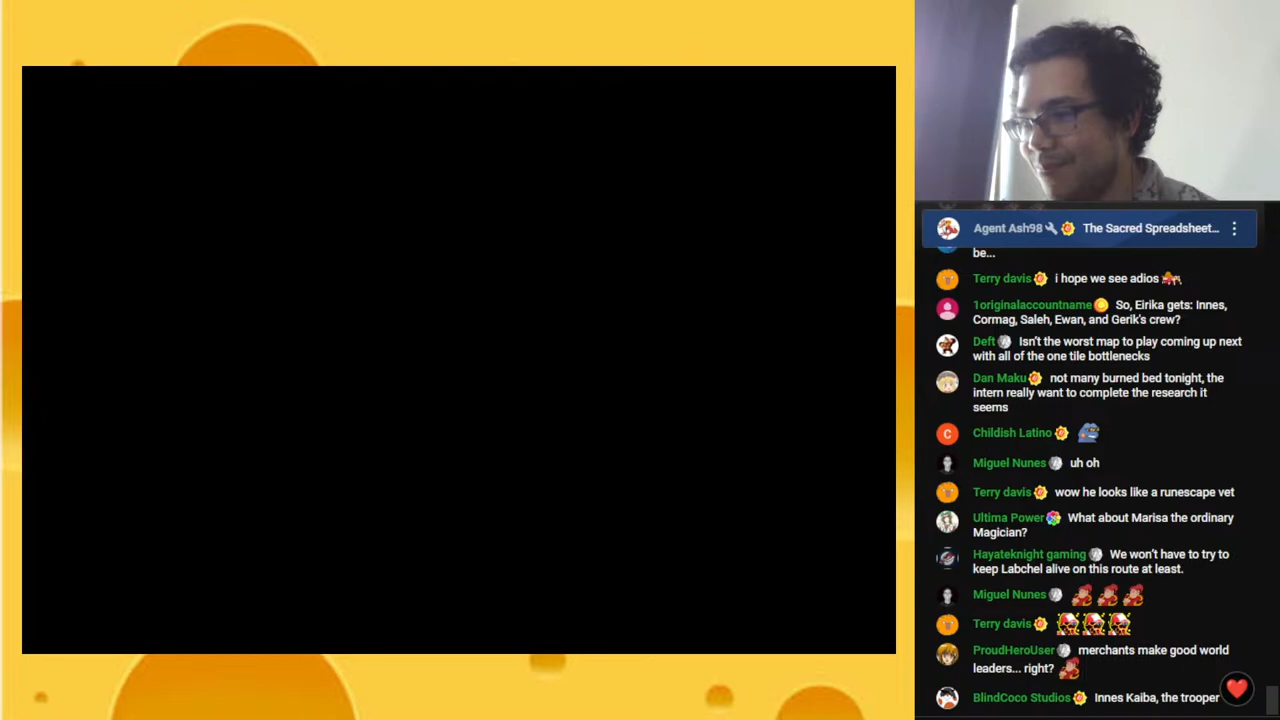 Agent Ash98 The Sacred Spreadsheet...
be...
Terry davis i hope we see adios
1originalaccountname So, Eirika gets: Innes,
Cormag, Saleh, Ewan, and Gerik's crew?
Deft Isn't the worst map to play coming up next
with all of the one tile bottlenecks
Dan Maku not many burned bed tonight, the
intern really want to complete the research it
seems
C Childish Latino
Miguel Nunes uh oh
Terry davis wow he looks like a runescape vet
Ultima Power What about Marisa the ordinary
Magician?
Hayateknight gaming We won't have to try to
keep Labchel alive on this route at least.
Miguel Nunes
Terry davis
ProudHeroUser merchants make good world
leaders... right?
BlindCoco Studios Innes Kaiba, the trooper